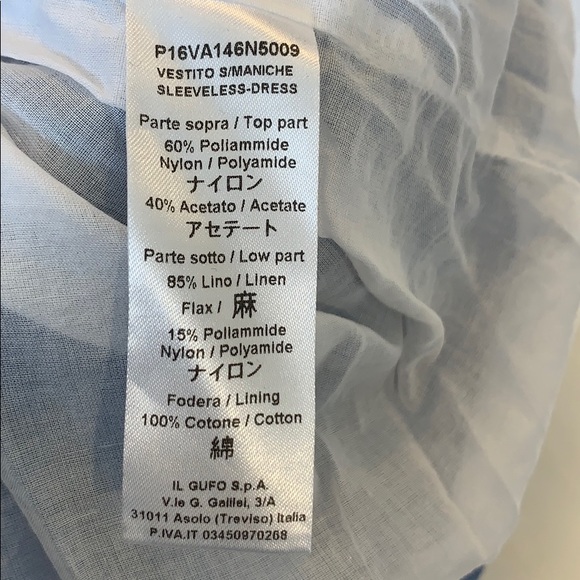 P16VA146N5009
VESTITO S/MANICHE
SLEEVELESS-DRESS
Parte sopra / Top part
60% Poliammide
Nylon / Polyamide
ナイロン
40% Acetato / Acetate
アセテート
Parte sotto / Low part
85% Lino / Linen
Flax / 麻
15% Poliammide
Nylon / Polyamide
ナイロン
Fodera / Lining
100% Cotone / Cotton
綿
IL GUFO S.p.A.
V.le G. Galilei, 3/A
31011 Asolo (Treviso) Italia
P.IVA.IT 03450970268